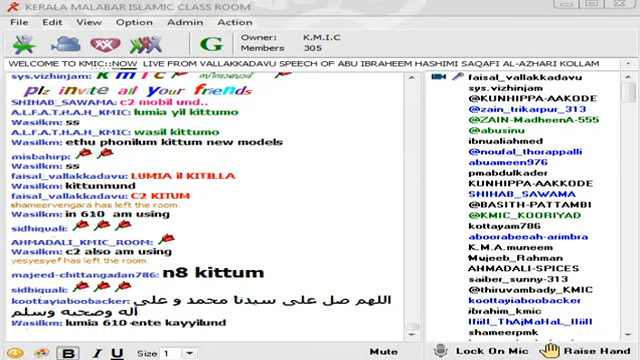 KERALA MALABAR ISLAMIC CLASS ROOM
File Edit View Option Admin Action
G Owner: K.M.I.C
Members 305
WELCOME TO KMIC::NOW LIVE FROM VALLAKKADAVU SPEECH OF ABU IBRAHEEM HASHIMI SAQAFI AL-AZHARI KOLLAM
sys.vizhinjam: K m i c
plz invite all your friends
SHIHAB_SAWAMA: c2 mobil und..
A.L.F.A.T.H.A.H_KMIC: lumia yil kittumo
A.L.F.A.T.H.A.H_KMIC: wasil kittumo
Wasilkm: ss
Wasilkm: ethu phonilum kittum new models
misbahirp:
Wasilkm: ss
faisal_vallakkadavu: LUMIA il KITILLA
Wasilkm: kittunnund
faisal_vallakkadavu: C2 KITUM
shameervengara has left the room.
Wasilkm: in 610 am using
sidhiquali:
AHMADALI_KMIC_ROOM:
Wasilkm: c2 also am using
yesyesyef has left the room.
majeed-chittangadan786: n8 kittum
sidhiquali:
koottayiaboobacker: اللهم صل على سيدنا محمد و على
آله وصحبه وسلم
Wasilkm: lumia 610 ente kayyilund
B I U Size 1 Mute
faisal_vallakkadavu
sys.vizhinjam
@KUNHIPPA-AAKODE
@zain_trikarpur_313
@ZAIN-MadheenA-555
@abusinu
ibnualiahmed
@noufal_thorappalli
abuameen976
pmabdulkader
KUNHIPPA-AAKKODE
SHIHAB_SAWAMA
@BASITH-PATTAMBI
@KMIC_KOORIYAD
kottayam786
aboorabeeah-arimbra
K.M.A.muneem
Mujeeb_Rahman
AHMADALI-SPICES
saiber_sunny-313
@thiruvambady_KMIC
koottayiaboobacker
ibrahim_kmic
shameerpmk
Lock On Mic Raise Hand